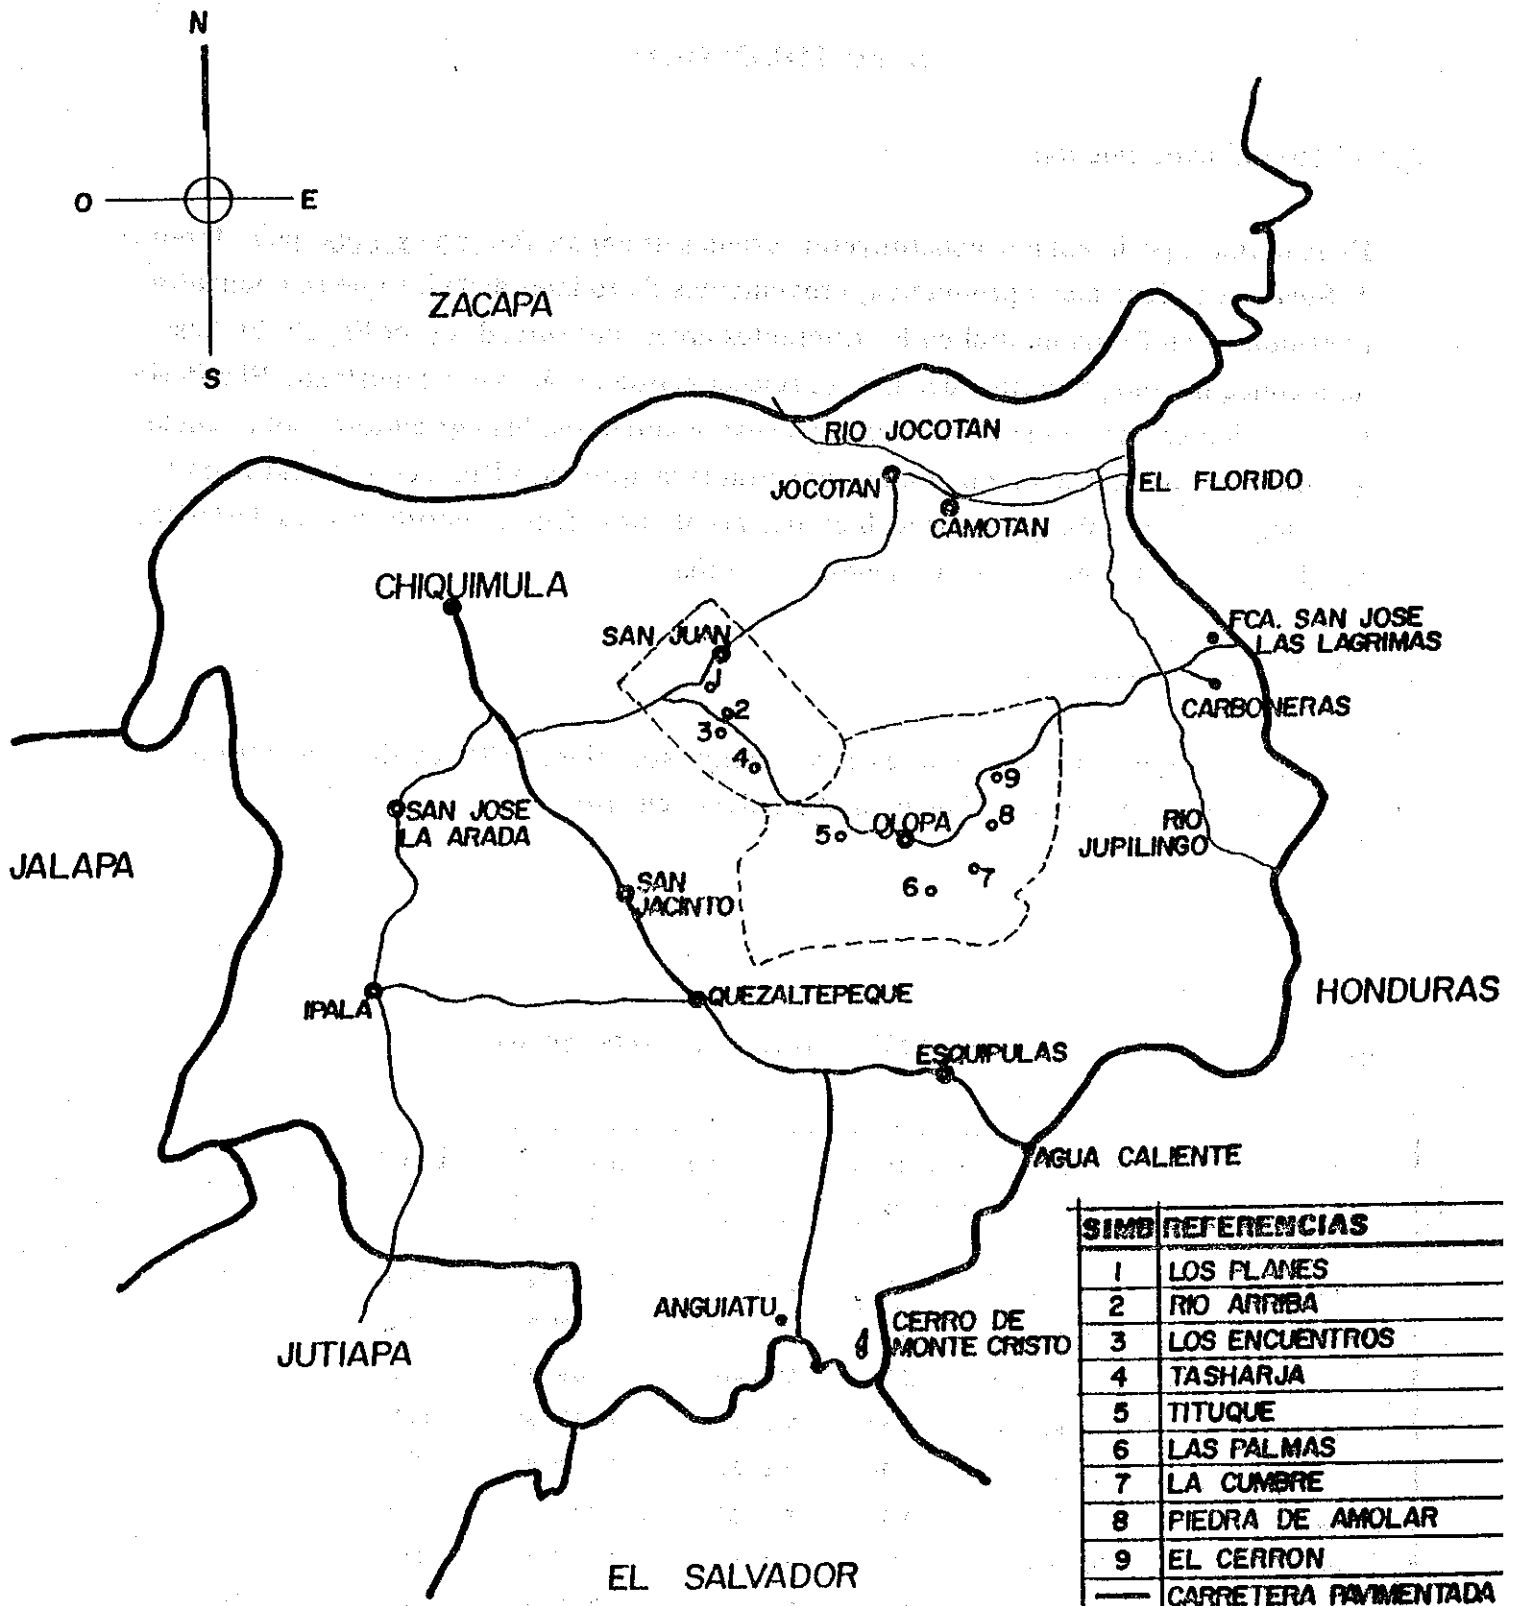 N
O E
S
ZACAPA
RIO JOCOTAN
JOCOTAN
EL FLORIDO
CAMOTAN
CHIQUIMULA
SAN JUAN
FCA. SAN JOSE
LAS LAGRIMAS
1
2
CARBONERAS
3
4
9
SAN JOSE
LA ARADA
5
OLOPA
8
RIO
JUPILINGO
JALAPA
7
6
SAN
JACINTO
IPALA
QUEZALTEPEQUE
HONDURAS
ESQUIPULAS
AGUA CALIENTE
ANGUIATU
CERRO DE
MONTE CRISTO
JUTIAPA
EL SALVADOR
SIMB REFERENCIAS
1 LOS PLANES
2 RIO ARRIBA
3 LOS ENCUENTROS
4 TASHARJA
5 TITUQUE
6 LAS PALMAS
7 LA CUMBRE
8 PIEDRA DE AMOLAR
9 EL CERRON
CARRETERA PAVIMENTADA